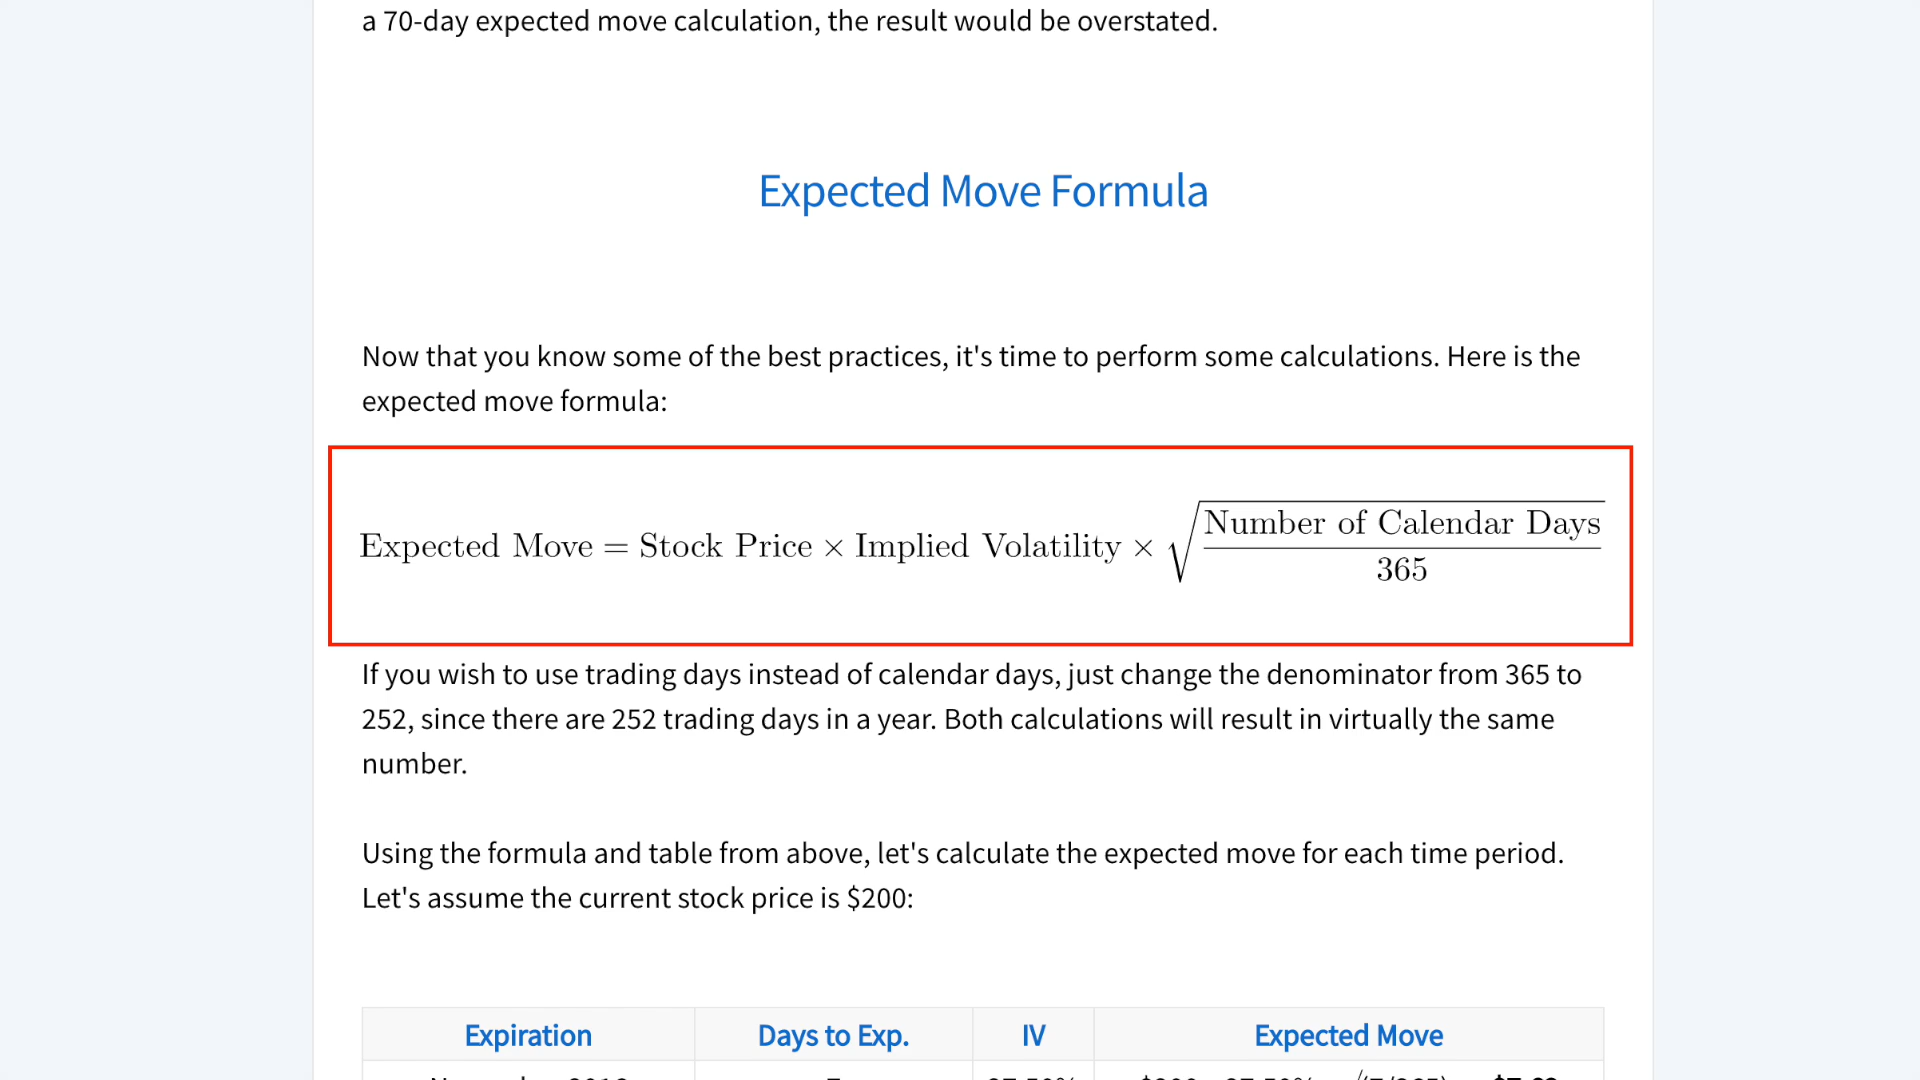 a 70-day expected move calculation, the result would be overstated.
Expected Move Formula
Now that you know some of the best practices, it's time to perform some calculations. Here is the
expected move formula:
Expected Move = Stock Price × Implied Volatility × √(Number of Calendar Days / 365)
If you wish to use trading days instead of calendar days, just change the denominator from 365 to
252, since there are 252 trading days in a year. Both calculations will result in virtually the same
number.
Using the formula and table from above, let's calculate the expected move for each time period.
Let's assume the current stock price is $200:
Expiration Days to Exp. IV Expected Move